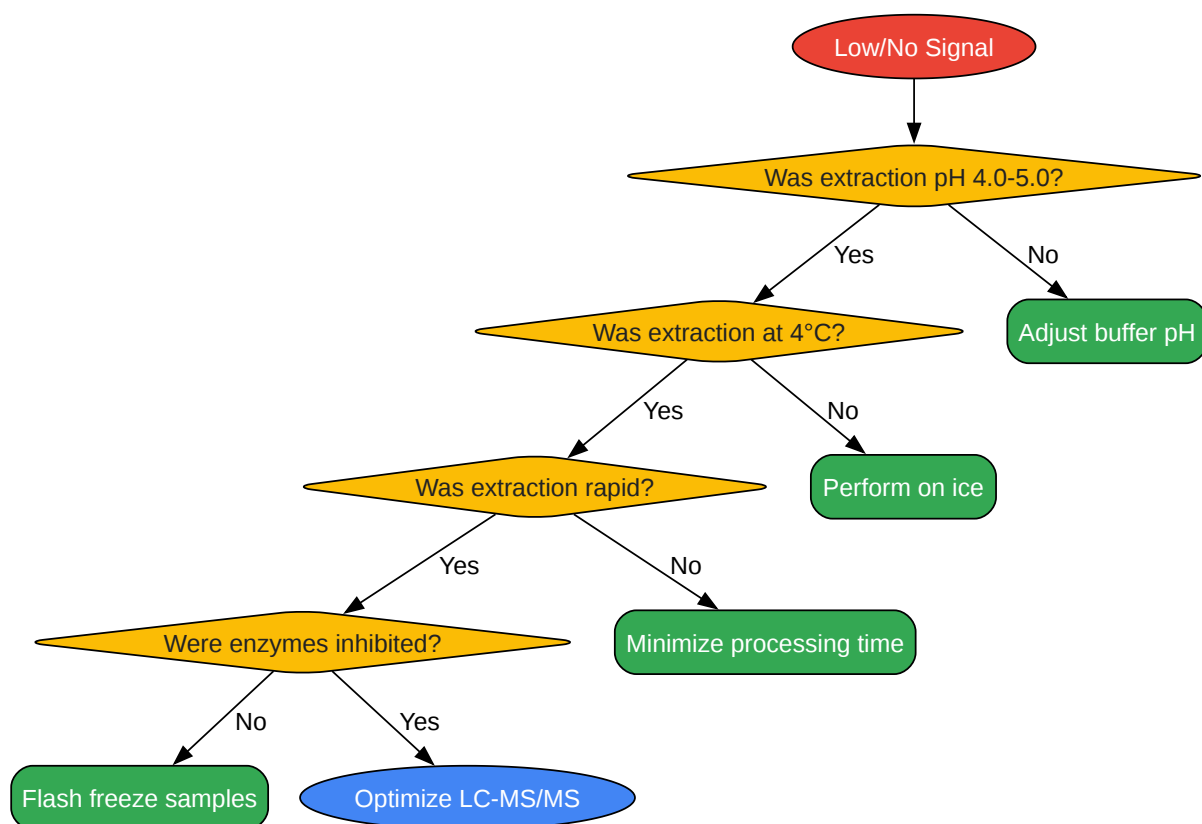 Low/No Signal
Was extraction pH 4.0-5.0?
Yes
No
Was extraction at 4°C?
Adjust buffer pH
Yes
No
Was extraction rapid?
Perform on ice
Yes
No
Were enzymes inhibited?
Minimize processing time
No
Yes
Flash freeze samples
Optimize LC-MS/MS